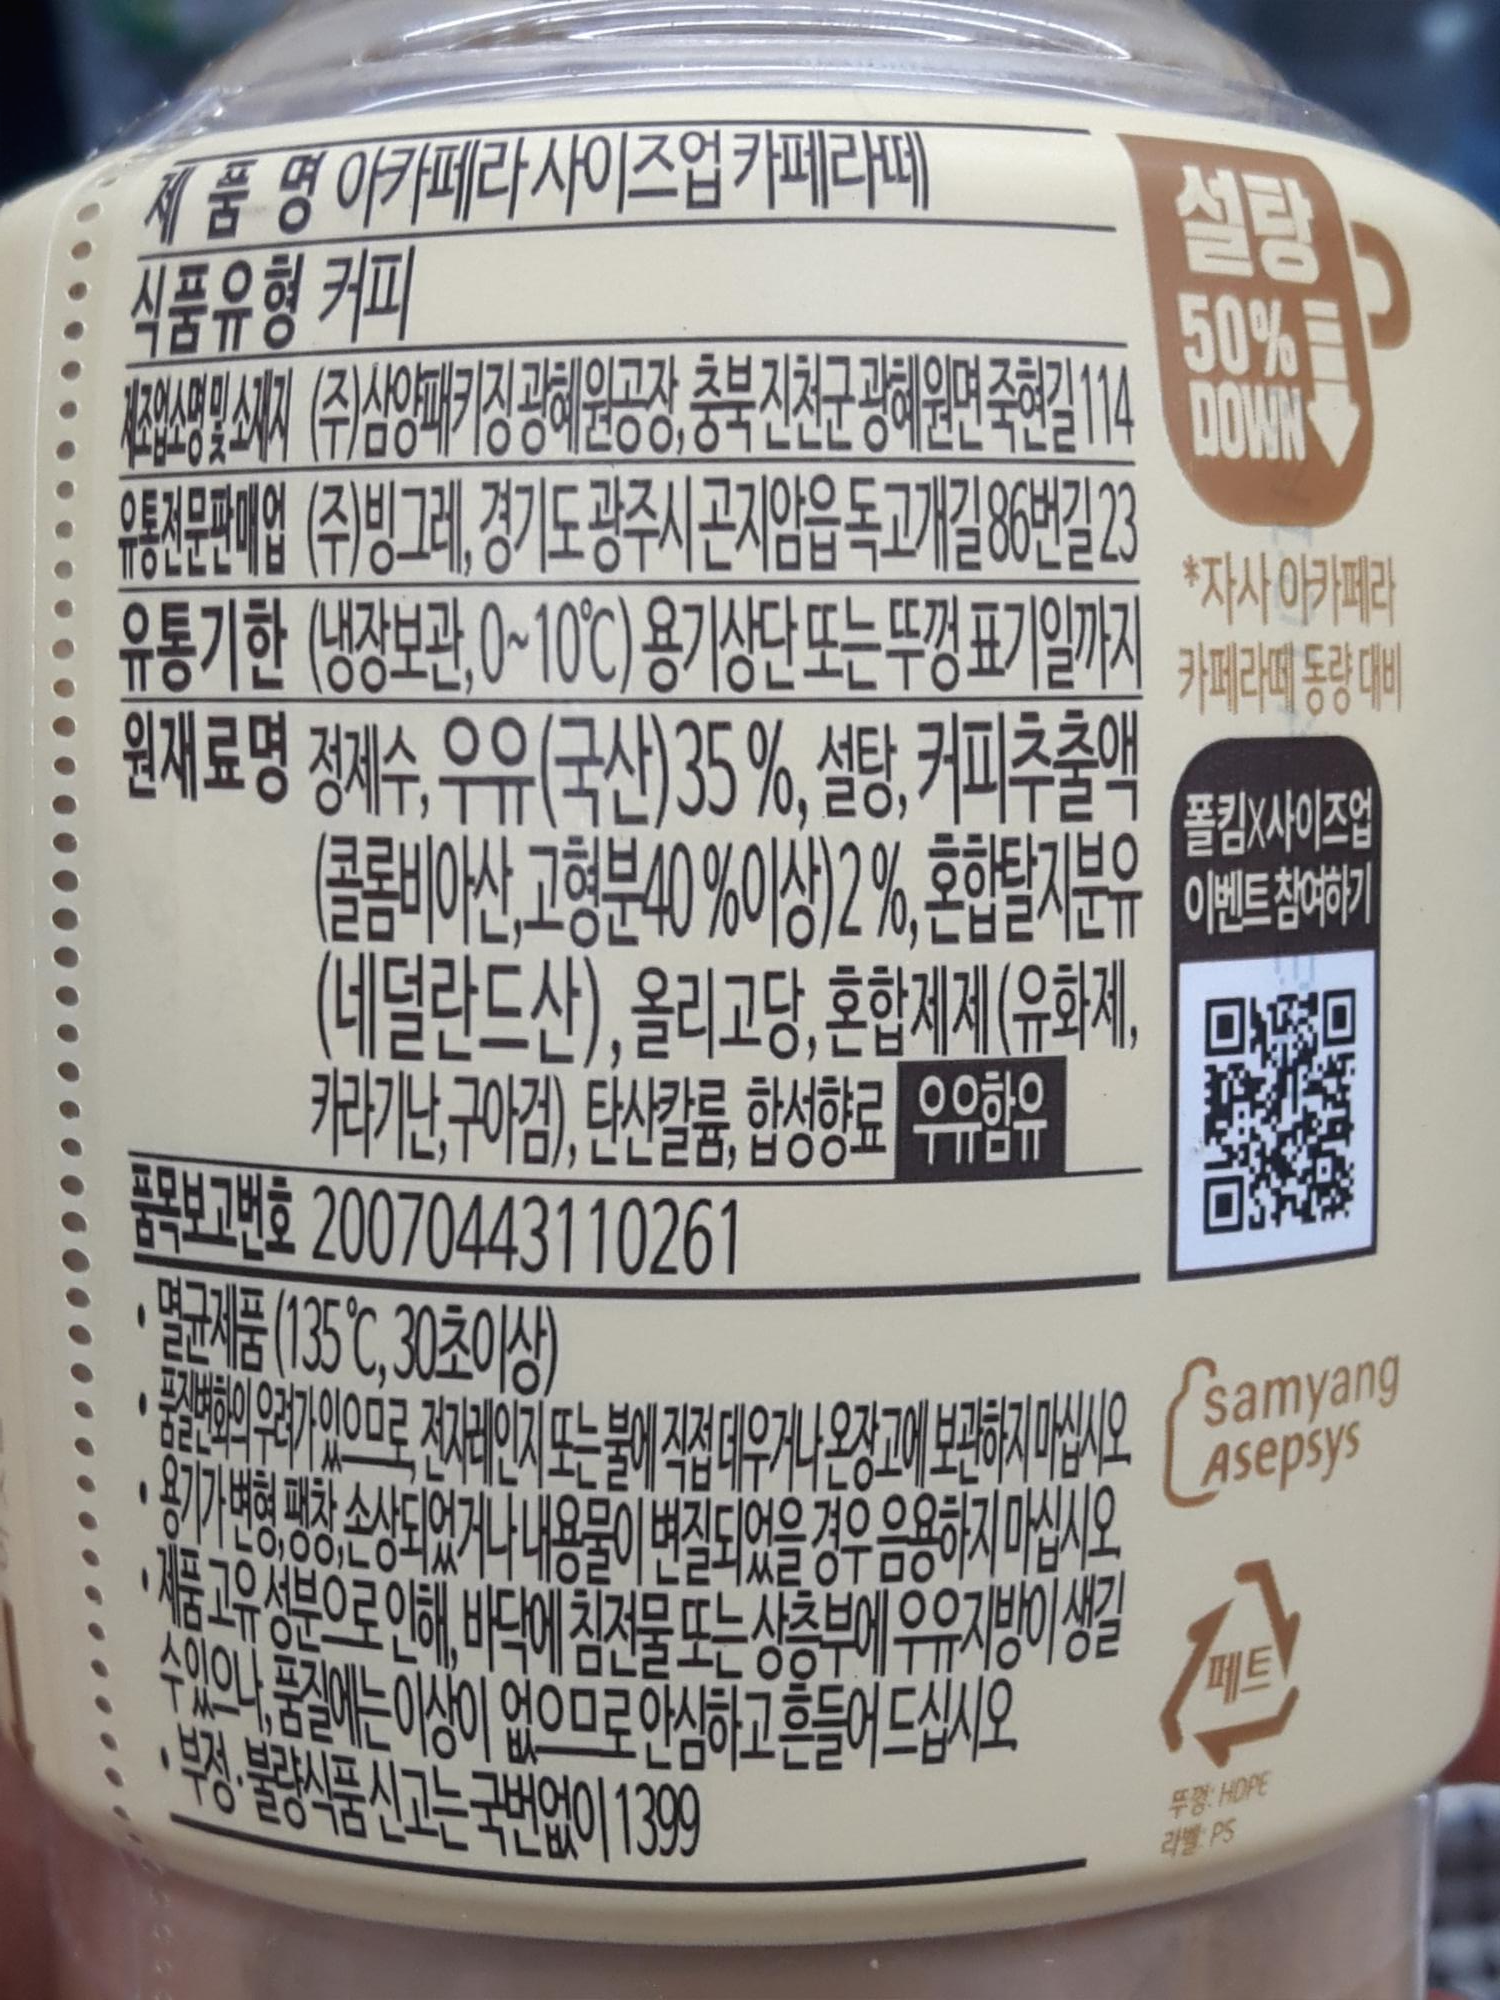 제 품 명 아카페라 사이즈업 카페라떼
식품유형 커피
제조업소명 및 소재지 (주)삼양패키징 광혜원공장, 충북 진천군 광혜원면 죽현길 114
유통전문판매업 (주)빙그레, 경기도 광주시 곤지암읍 독고개길 86번길 23
유통기한 (냉장보관, 0~10℃) 용기상단 또는 뚜껑 표기일까지
원재료명 정제수, 우유(국산)35 %, 설탕, 커피추출액
(콜롬비아산,고형분40 %이상)2 %, 혼합탈지분유
(네덜란드산), 올리고당, 혼합제제(유화제,
카라기난,구아검), 탄산칼륨, 합성향료 우유함유
품목보고번호 20070443110261
• 멸균제품 (135℃, 30초이상)
• 품질변화의 우려가 있으므로, 전자레인지 또는 불에 직접 데우거나 온장고에 보관하지 마십시오
• 용기가 변형,팽창,손상되었거나 내용물이 변질되었을 경우 음용하지 마십시오
• 제품 고유 성분으로 인해, 바닥에 침전물 또는 상층부에 우유지방이 생길
수 있으나, 품질에는 이상이 없으므로 안심하고 흔들어 드십시오
• 부정·불량식품 신고는 국번없이 1399
설탕
50%
DOWN
*자사 아카페라
카페라떼 동량 대비
폴킴X사이즈업
이벤트 참여하기
samyang
Asepsys
페트
뚜껑: HDPE
라벨: PS